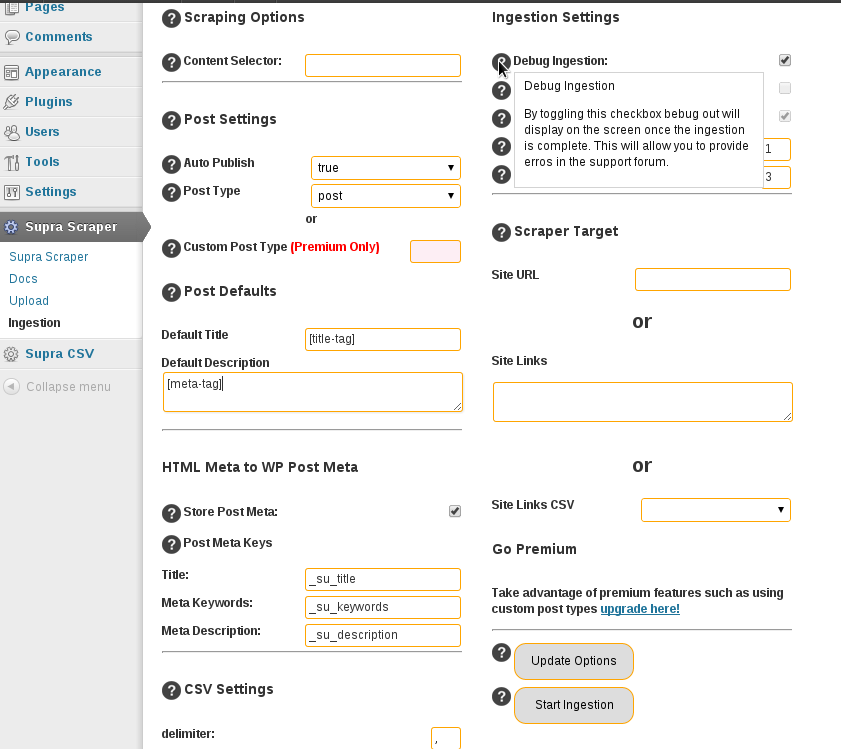 Pages
Comments
Appearance
Plugins
Users
Tools
Settings
Supra Scraper
Supra Scraper
Docs
Upload
Ingestion
Supra CSV
Collapse menu
Scraping Options
Content Selector:
Post Settings
Auto Publish
true
Post Type
post
or
Custom Post Type (Premium Only)
Post Defaults
Default Title
[title-tag]
Default Description
[meta-tag]
HTML Meta to WP Post Meta
Store Post Meta:
Post Meta Keys
Title:
_su_title
Meta Keywords:
_su_keywords
Meta Description:
_su_description
CSV Settings
delimiter:
,
Ingestion Settings
Debug Ingestion:
Debug Ingestion
By toggling this checkbox bebug out will
display on the screen once the ingestion
is complete. This will allow you to provide
erros in the support forum.
1
3
Scraper Target
Site URL
or
Site Links
or
Site Links CSV
Go Premium
Take advantage of premium features such as using
custom post types upgrade here!
Update Options
Start Ingestion